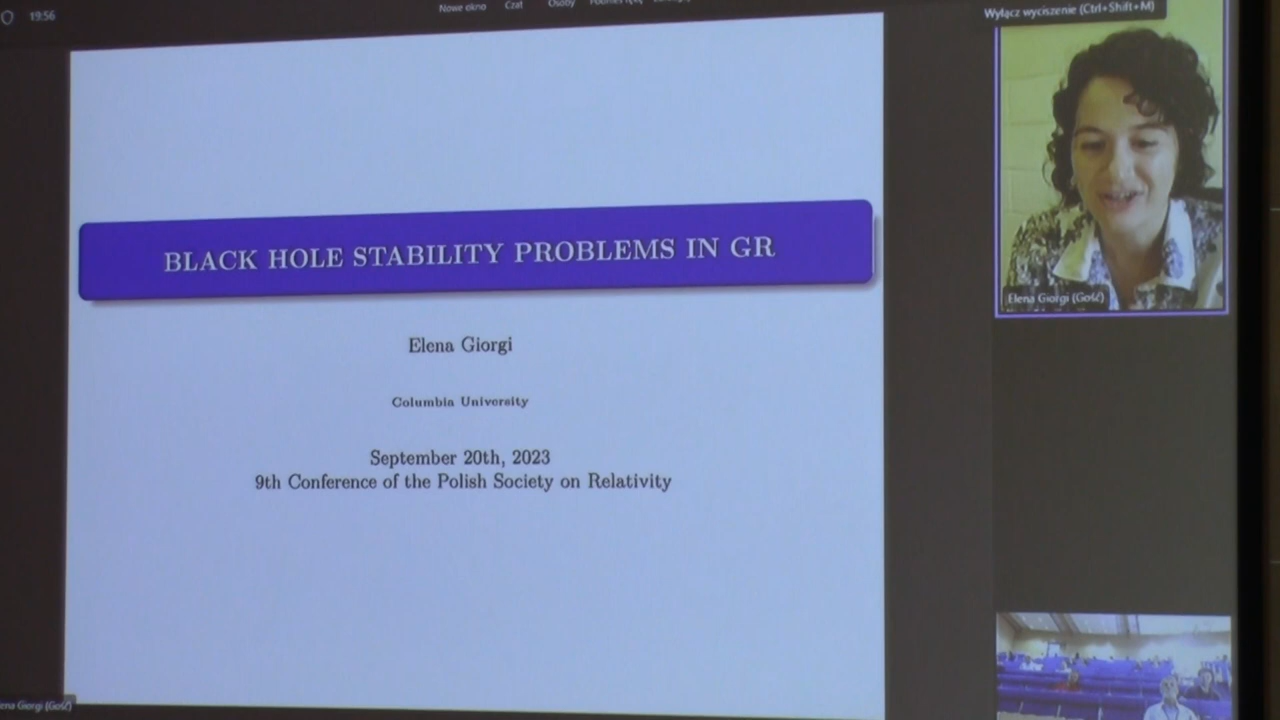 19:56
Nowe okno Czat Osoby
Wyłącz wyciszenie (Ctrl+Shift+M)
BLACK HOLE STABILITY PROBLEMS IN GR
Elena Giorgi
Columbia University
September 20th, 2023
9th Conference of the Polish Society on Relativity
Elena Giorgi (Gość)
Giorgi (Gość)